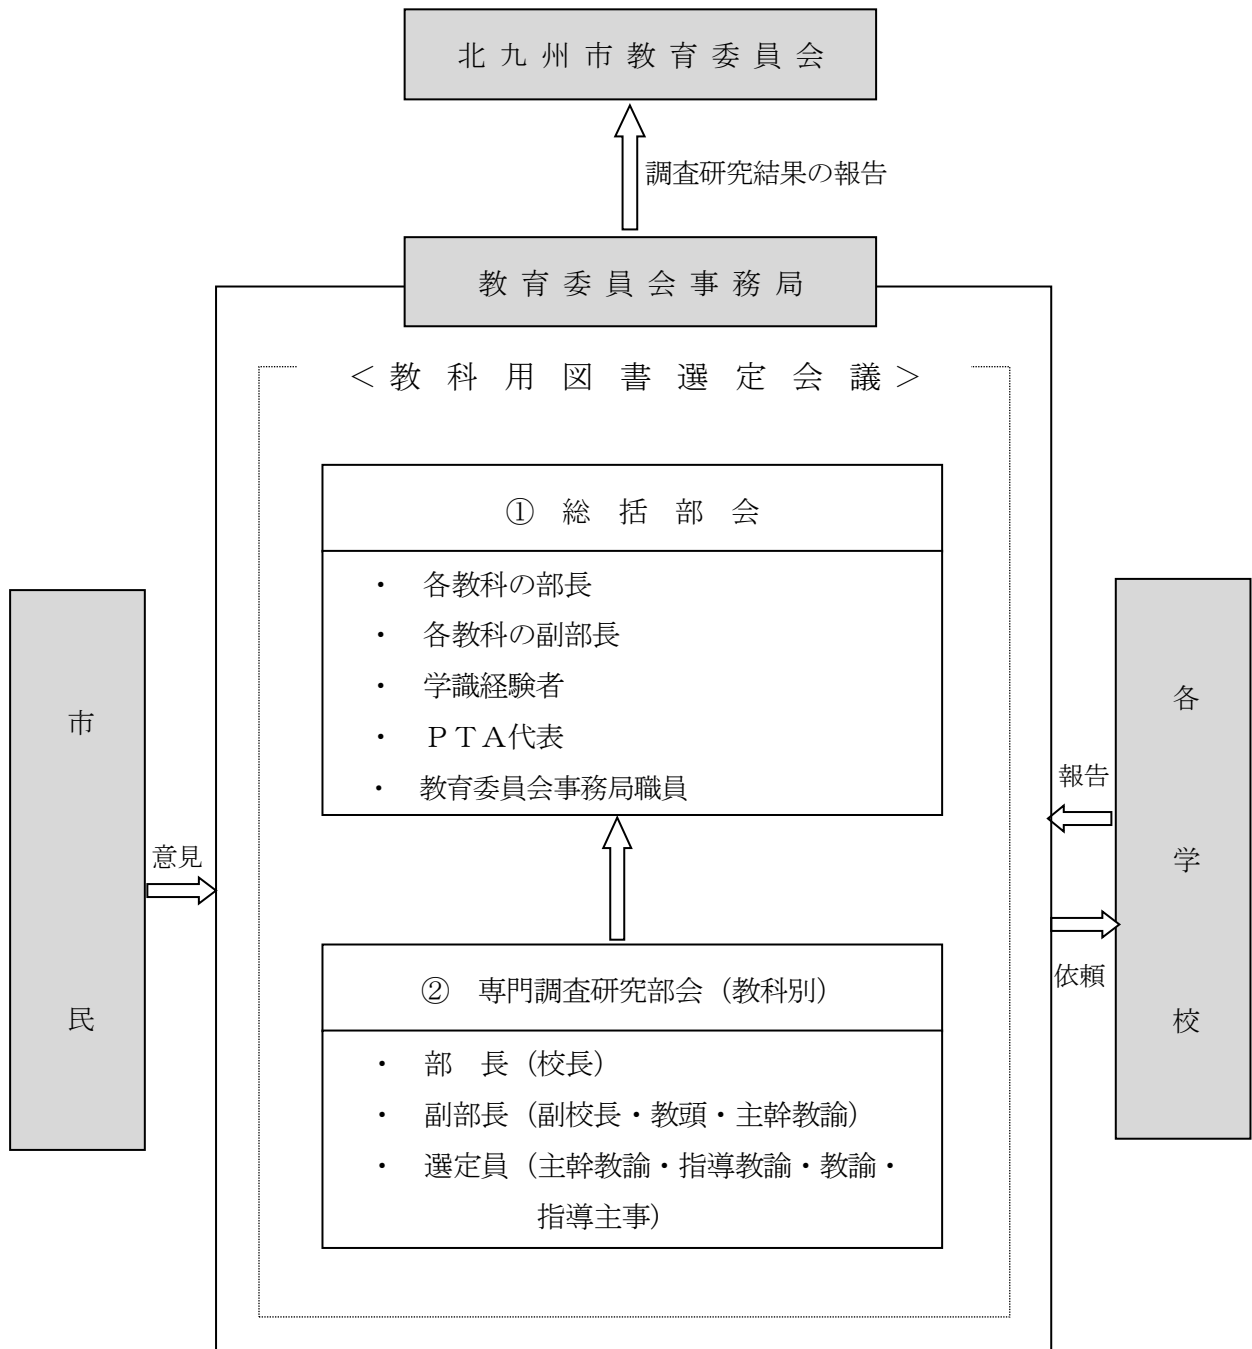 北九州市教育委員会
調査研究結果の報告
教育委員会事務局
＜教科用図書選定会議＞
① 総括部会
・ 各教科の部長
・ 各教科の副部長
・ 学識経験者
・ ＰＴＡ代表
・ 教育委員会事務局職員
市民
意見
各学校
報告
依頼
② 専門調査研究部会（教科別）
・ 部　長（校長）
・ 副部長（副校長・教頭・主幹教諭）
・ 選定員（主幹教諭・指導教諭・教諭・
指導主事）